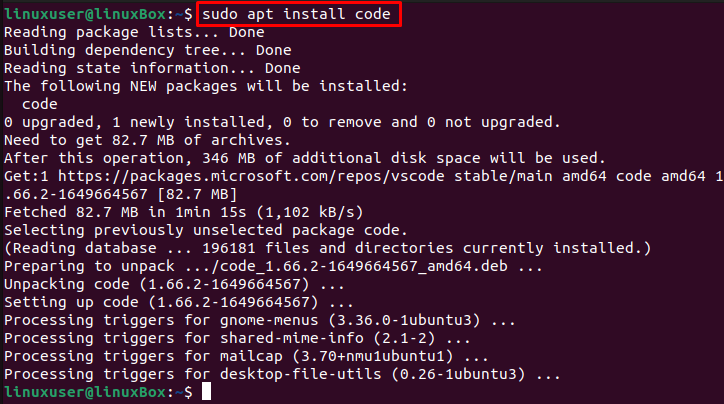 linuxuser@linuxBox:~$ sudo apt install code
Reading package lists... Done
Building dependency tree... Done
Reading state information... Done
The following NEW packages will be installed:
  code
0 upgraded, 1 newly installed, 0 to remove and 0 not upgraded.
Need to get 82.7 MB of archives.
After this operation, 346 MB of additional disk space will be used.
Get:1 https://packages.microsoft.com/repos/vscode stable/main amd64 code amd64 1
.66.2-1649664567 [82.7 MB]
Fetched 82.7 MB in 1min 15s (1,102 kB/s)
Selecting previously unselected package code.
(Reading database ... 196181 files and directories currently installed.)
Preparing to unpack .../code_1.66.2-1649664567_amd64.deb ...
Unpacking code (1.66.2-1649664567) ...
Setting up code (1.66.2-1649664567) ...
Processing triggers for gnome-menus (3.36.0-1ubuntu3) ...
Processing triggers for shared-mime-info (2.1-2) ...
Processing triggers for mailcap (3.70+nmu1ubuntu1) ...
Processing triggers for desktop-file-utils (0.26-1ubuntu3) ...
linuxuser@linuxBox:~$